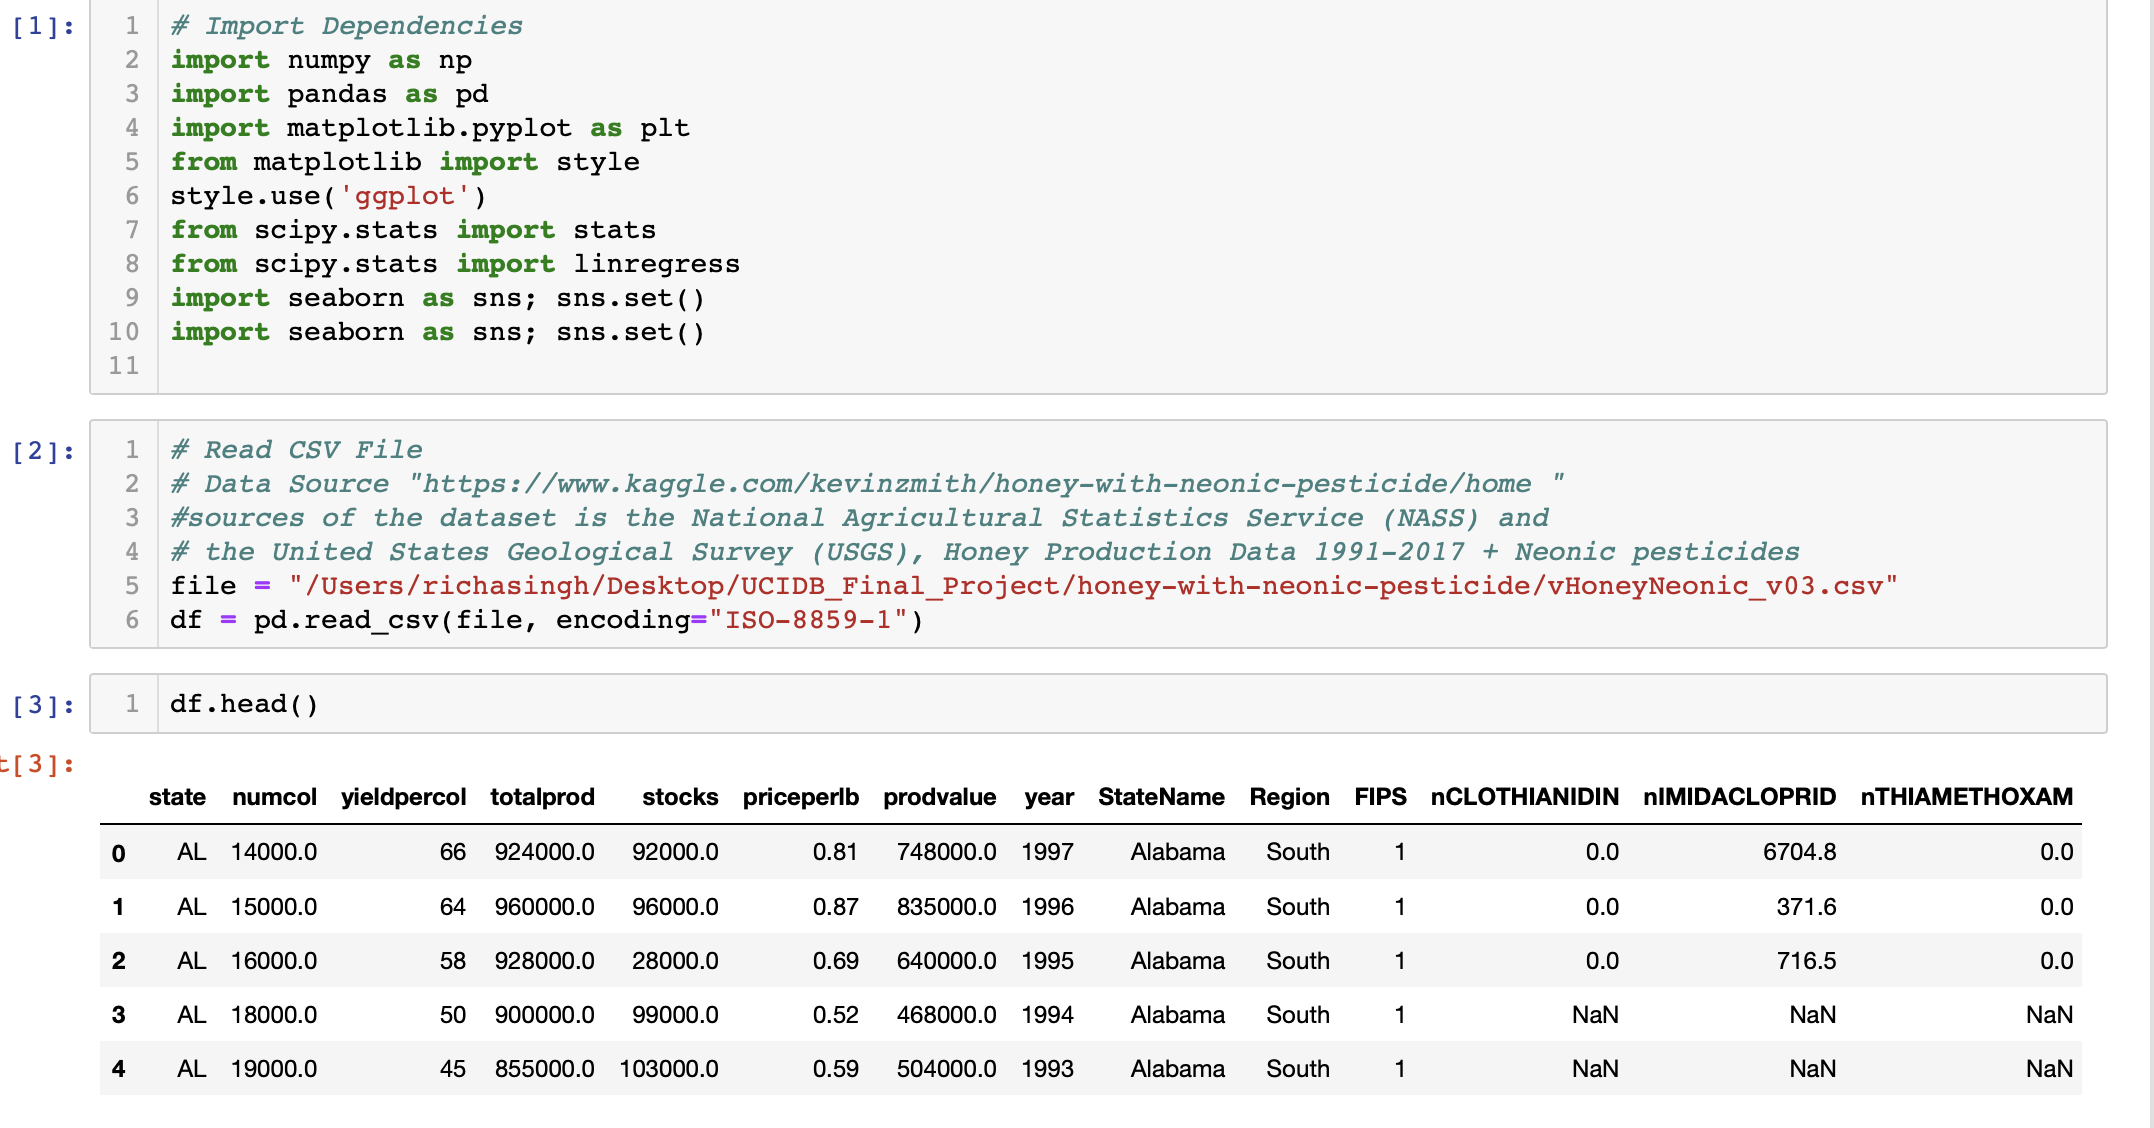 [1]:
1 # Import Dependencies
2 import numpy as np
3 import pandas as pd
4 import matplotlib.pyplot as plt
5 from matplotlib import style
6 style.use('ggplot')
7 from scipy.stats import stats
8 from scipy.stats import linregress
9 import seaborn as sns; sns.set()
10 import seaborn as sns; sns.set()
11
[2]:
1 # Read CSV File
2 # Data Source "https://www.kaggle.com/kevinzmith/honey-with-neonic-pesticide/home "
3 #sources of the dataset is the National Agricultural Statistics Service (NASS) and
4 # the United States Geological Survey (USGS), Honey Production Data 1991-2017 + Neonic pesticides
5 file = "/Users/richasingh/Desktop/UCIDB_Final_Project/honey-with-neonic-pesticide/vHoneyNeonic_v03.csv"
6 df = pd.read_csv(file, encoding="ISO-8859-1")
[3]:
1 df.head()
t[3]:
state numcol yieldpercol totalprod stocks priceperlb prodvalue year StateName Region FIPS nCLOTHIANIDIN nIMIDACLOPRID nTHIAMETHOXAM
0 AL 14000.0 66 924000.0 92000.0 0.81 748000.0 1997 Alabama South 1 0.0 6704.8 0.0
1 AL 15000.0 64 960000.0 96000.0 0.87 835000.0 1996 Alabama South 1 0.0 371.6 0.0
2 AL 16000.0 58 928000.0 28000.0 0.69 640000.0 1995 Alabama South 1 0.0 716.5 0.0
3 AL 18000.0 50 900000.0 99000.0 0.52 468000.0 1994 Alabama South 1 NaN NaN NaN
4 AL 19000.0 45 855000.0 103000.0 0.59 504000.0 1993 Alabama South 1 NaN NaN NaN